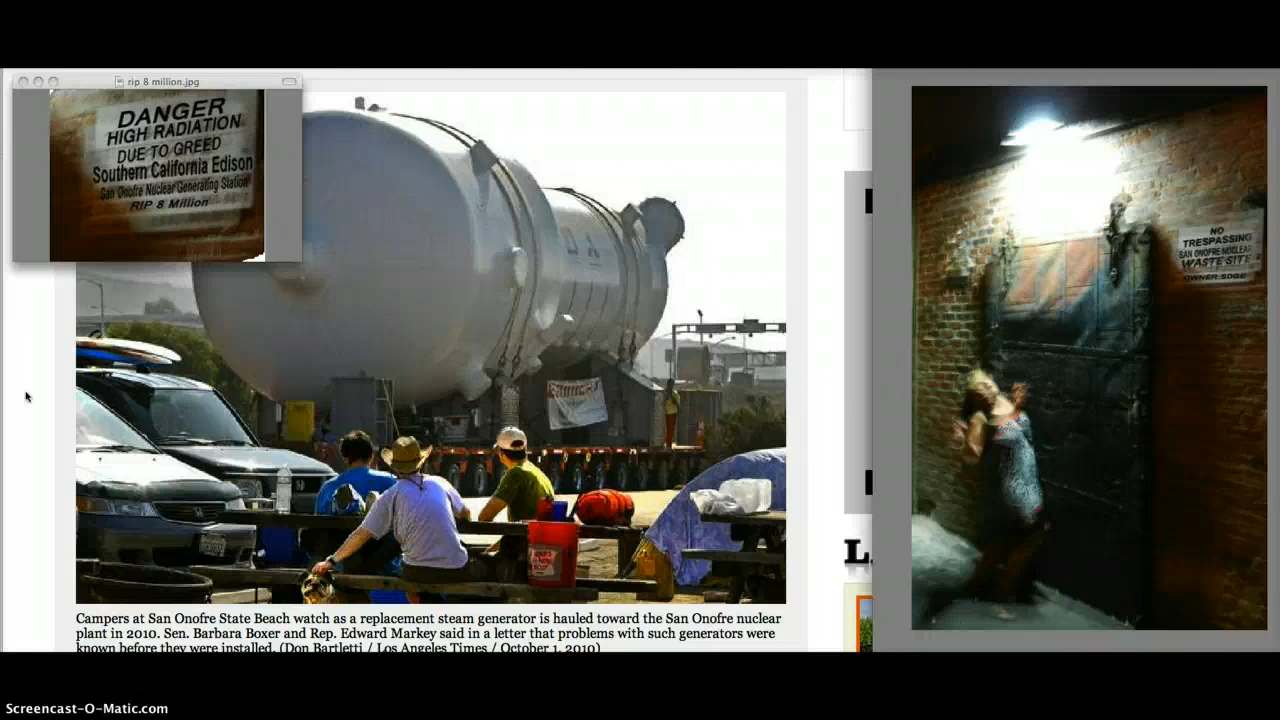 rip 8 million.jpg
DANGER
HIGH RADIATION
DUE TO GREED
Southern California Edison
San Onofre Nuclear Generating Station
RIP 8 Million
NO
TRESPASSING
SAN ONOFRE NUCLEAR
WASTE SITE
OWNER SDGE
L
Campers at San Onofre State Beach watch as a replacement steam generator is hauled toward the San Onofre nuclear
plant in 2010. Sen. Barbara Boxer and Rep. Edward Markey said in a letter that problems with such generators were
known before they were installed. (Don Bartletti / Los Angeles Times / October 1, 2010)
Screencast-O-Matic.com